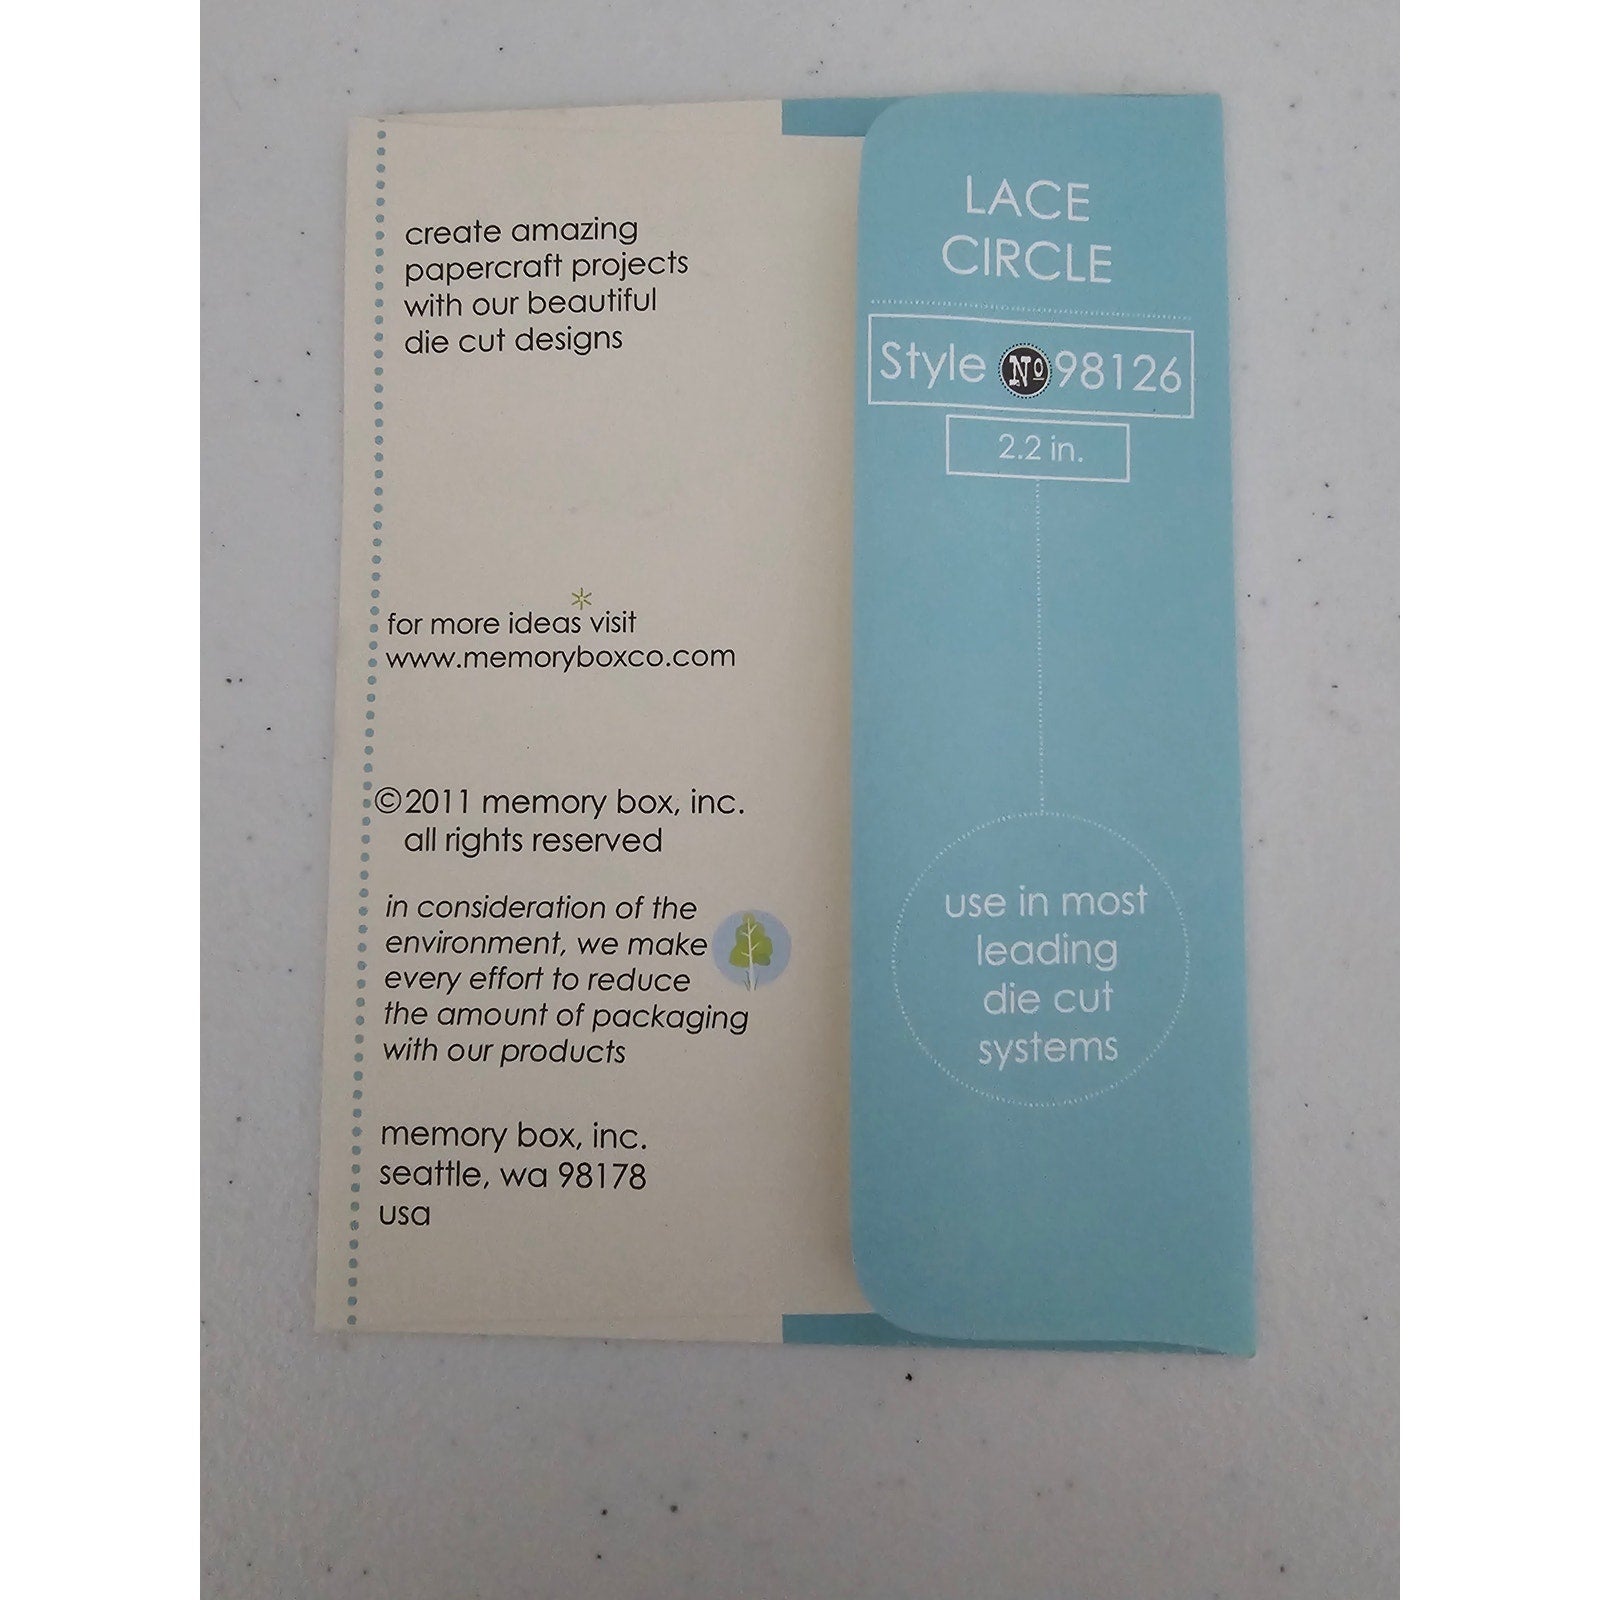 create amazing
papercraft projects
with our beautiful
die cut designs
for more ideas visit
www.memoryboxco.com
©2011 memory box, inc.
all rights reserved
in consideration of the
environment, we make
every effort to reduce
the amount of packaging
with our products
memory box, inc.
seattle, wa 98178
usa
LACE
CIRCLE
Style Nº 98126
2.2 in.
use in most
leading
die cut
systems